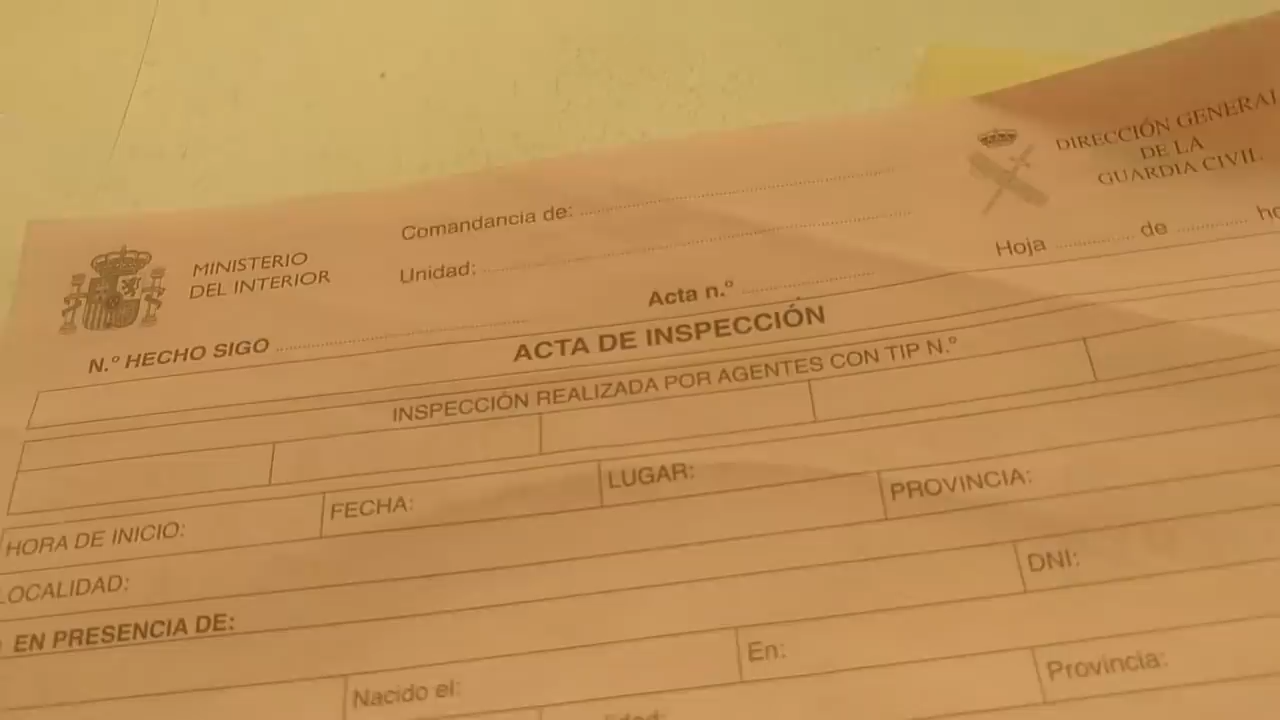 MINISTERIO
DEL INTERIOR
Comandancia de:
Unidad:
DIRECCIÓN GENERAL
DE LA
GUARDIA CIVIL
N.º HECHO SIGO
Acta n.º
Hoja de
ACTA DE INSPECCIÓN
INSPECCIÓN REALIZADA POR AGENTES CON TIP N.º
HORA DE INICIO: FECHA: LUGAR:
LOCALIDAD: PROVINCIA:
EN PRESENCIA DE:
DNI:
Nacido el: En: Provincia: